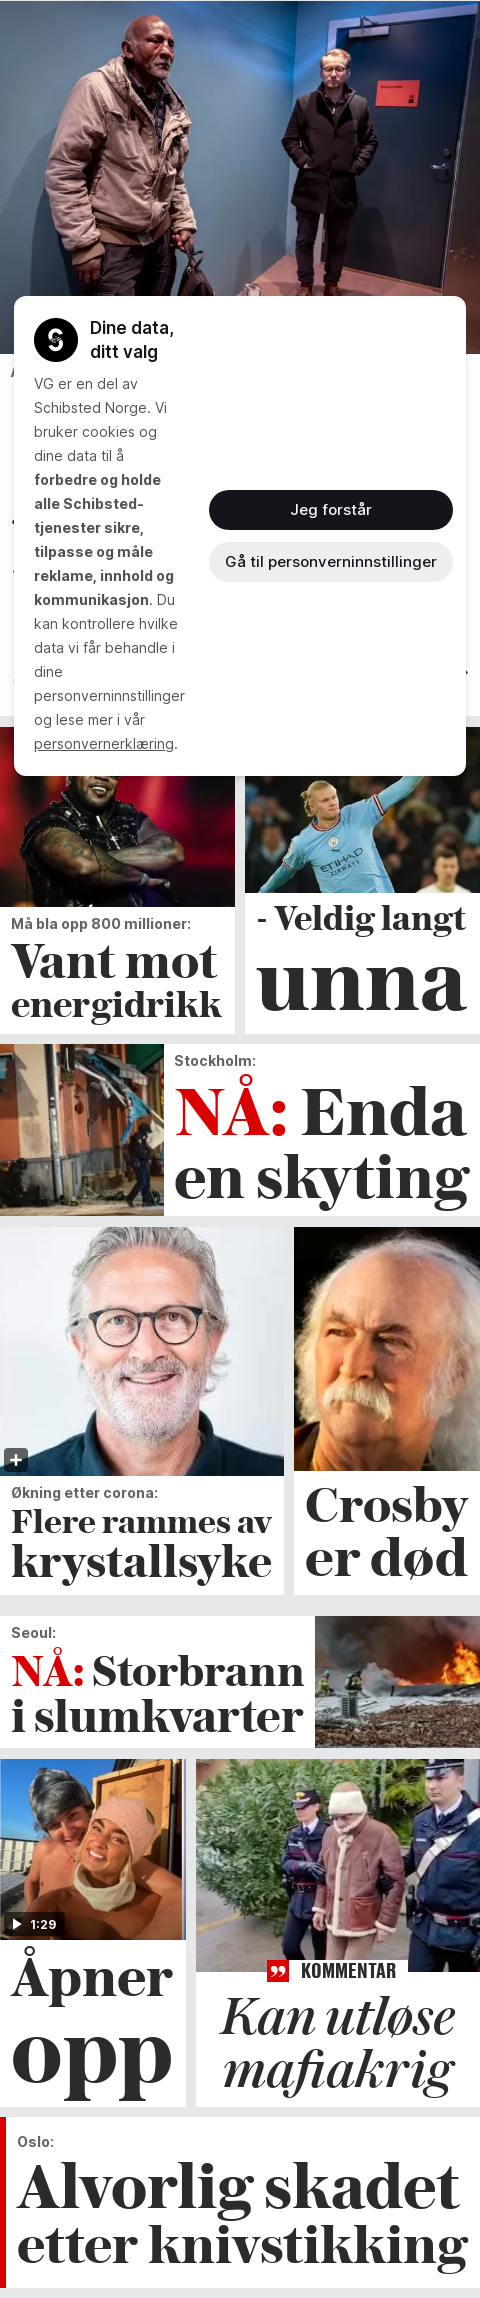 Dine data,
ditt valg
VG er en del av
Schibsted Norge. Vi
bruker cookies og
dine data til å
forbedre og holde
alle Schibsted-
tjenester sikre,
tilpasse og måle
reklame, innhold og
kommunikasjon. Du
kan kontrollere hvilke
data vi får behandle i
dine
personverninnstillinger
og lese mer i vår
personvernerklæring.
Jeg forstår
Gå til personverninnstillinger
ETIHAD
AIRWAYS
Må bla opp 800 millioner:
Vant mot
energidrikk
- Veldig langt
unna
Stockholm:
NÅ: Enda
en skyting
Økning etter corona:
Flere rammes av
krystallsyke
Crosby
er død
Seoul:
NÅ: Storbrann
i slumkvarter
1:29
Åpner
opp
KOMMENTAR
Kan utløse
mafiakrig
Oslo:
Alvorlig skadet
etter knivstikking